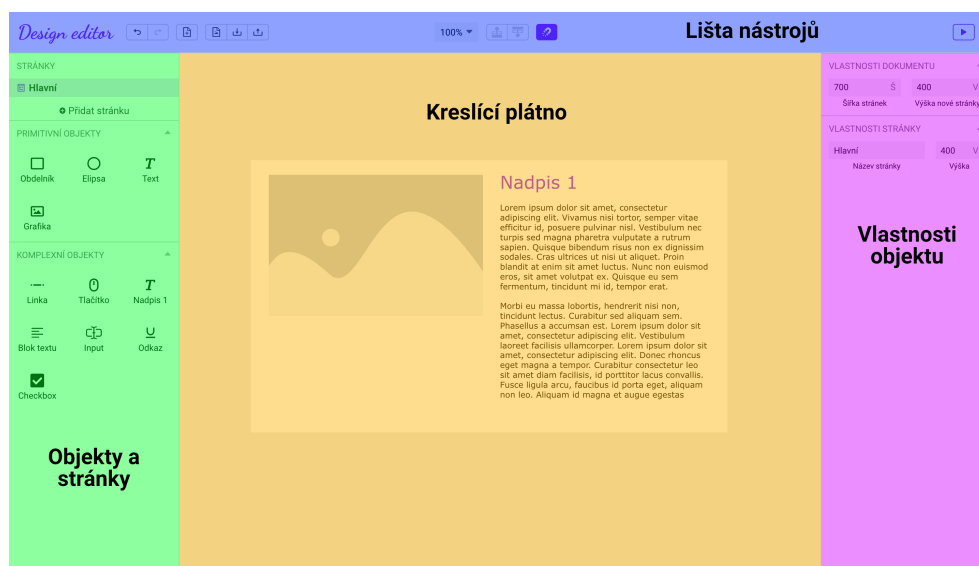 Design editor
100%
Lišta nástrojů
STRÁNKY
Hlavní
Přidat stránku
PRIMITIVNÍ OBJEKTY
Obdelník
Elipsa
Text
Grafika
KOMPLEXNÍ OBJEKTY
Linka
Tlačítko
Nadpis 1
Blok textu
Input
Odkaz
Checkbox
Objekty a
stránky
Kreslící plátno
Nadpis 1
Lorem ipsum dolor sit amet, consectetur
adipiscing elit. Vivamus nisi tortor, semper vitae
efficitur id, posuere pulvinar nisl. Vestibulum nec
turpis sed magna pharetra vulputate a rutrum
sapien. Quisque bibendum risus non ex dignissim
sodales. Cras ultrices ut nisi ut aliquet. Proin
blandit at enim sit amet luctus. Nunc non euismod
eros, sit amet volutpat ex. Quisque eu sem
fermentum, tincidunt mi id, tempor erat.
Morbi eu massa lobortis, hendrerit nisi non,
tincidunt lectus. Curabitur sed aliquam sem.
Phasellus a accumsan est. Lorem ipsum dolor sit
amet, consectetur adipiscing elit. Vestibulum
laoreet facilisis ullamcorper. Lorem ipsum dolor sit
amet, consectetur adipiscing elit. Donec rhoncus
eget magna a tempor. Curabitur consectetur leo
sit amet diam facilisis, id porttitor lacus convallis.
Fusce ligula arcu, faucibus id porta eget, aliquam
non leo. Aliquam id magna et augue egestas
VLASTNOSTI DOKUMENTU
700 Š 400 V
Šířka stránek Výška nové stránky
VLASTNOSTI STRÁNKY
Hlavní 400 V
Název stránky Výška
Vlastnosti
objektu